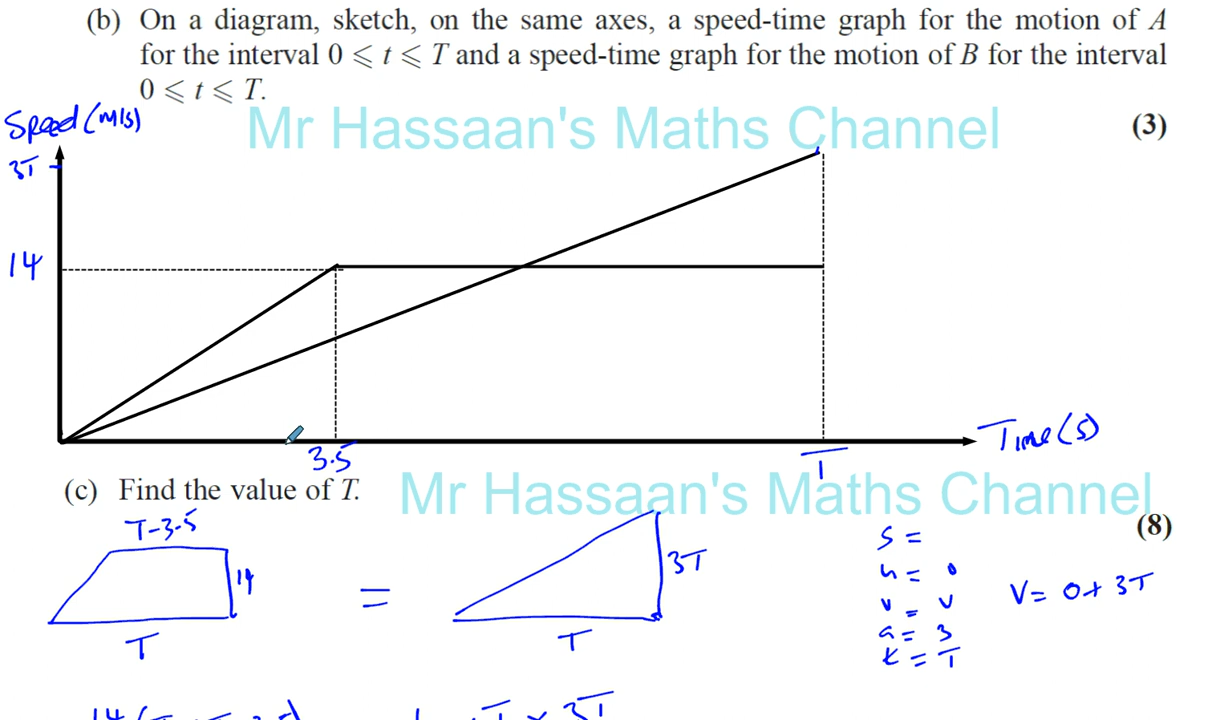 (b) On a diagram, sketch, on the same axes, a speed-time graph for the motion of A
for the interval 0 ⩽ t ⩽ T and a speed-time graph for the motion of B for the interval
0 ⩽ t ⩽ T.
Speed (m/s)
Mr Hassaan's Maths Channel
(3)
3T
14
3.5
T
Time (s)
(c) Find the value of T.
Mr Hassaan's Maths Channel
(8)
T-3.5
14
T
=
3T
T
s =
u = 0
v = v
a = 3
t = T
v = 0 + 3T